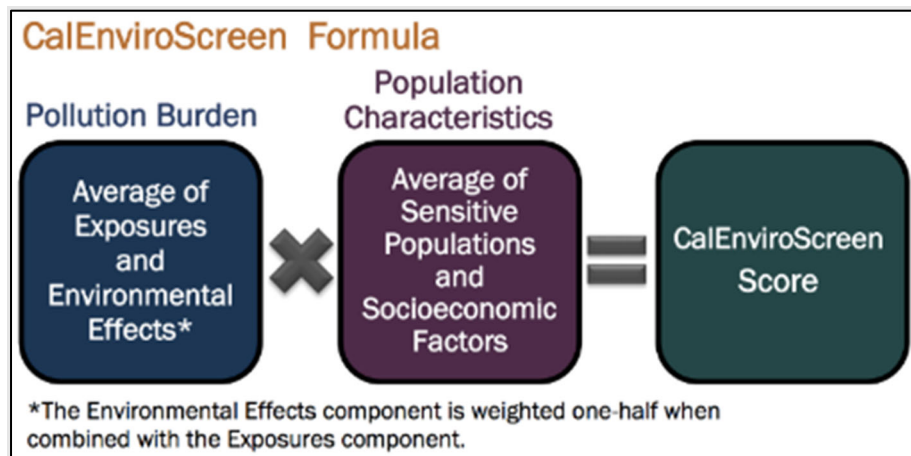 CalEnviroScreen Formula
Pollution Burden
Population
Characteristics
Average of
Exposures
and
Environmental
Effects*
Average of
Sensitive
Populations
and
Socioeconomic
Factors
CalEnviroScreen
Score
*The Environmental Effects component is weighted one-half when
combined with the Exposures component.